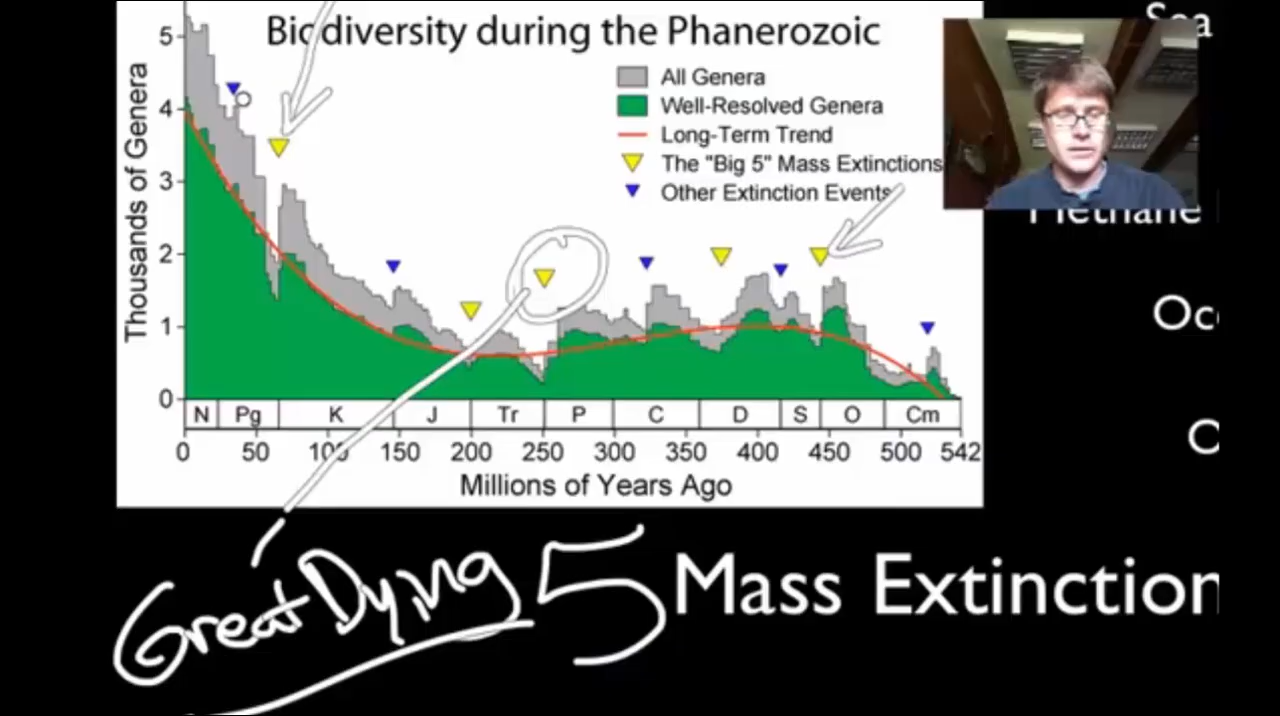 Biodiversity during the Phanerozoic
All Genera
Well-Resolved Genera
Long-Term Trend
The "Big 5" Mass Extinctions
Other Extinction Events
Thousands of Genera
5
4
3
2
1
0
N Pg K J Tr P C D S O Cm
0 50 100 150 200 250 300 350 400 450 500 542
Millions of Years Ago
Sea
Methane
Great Dying 5 Mass Extinction